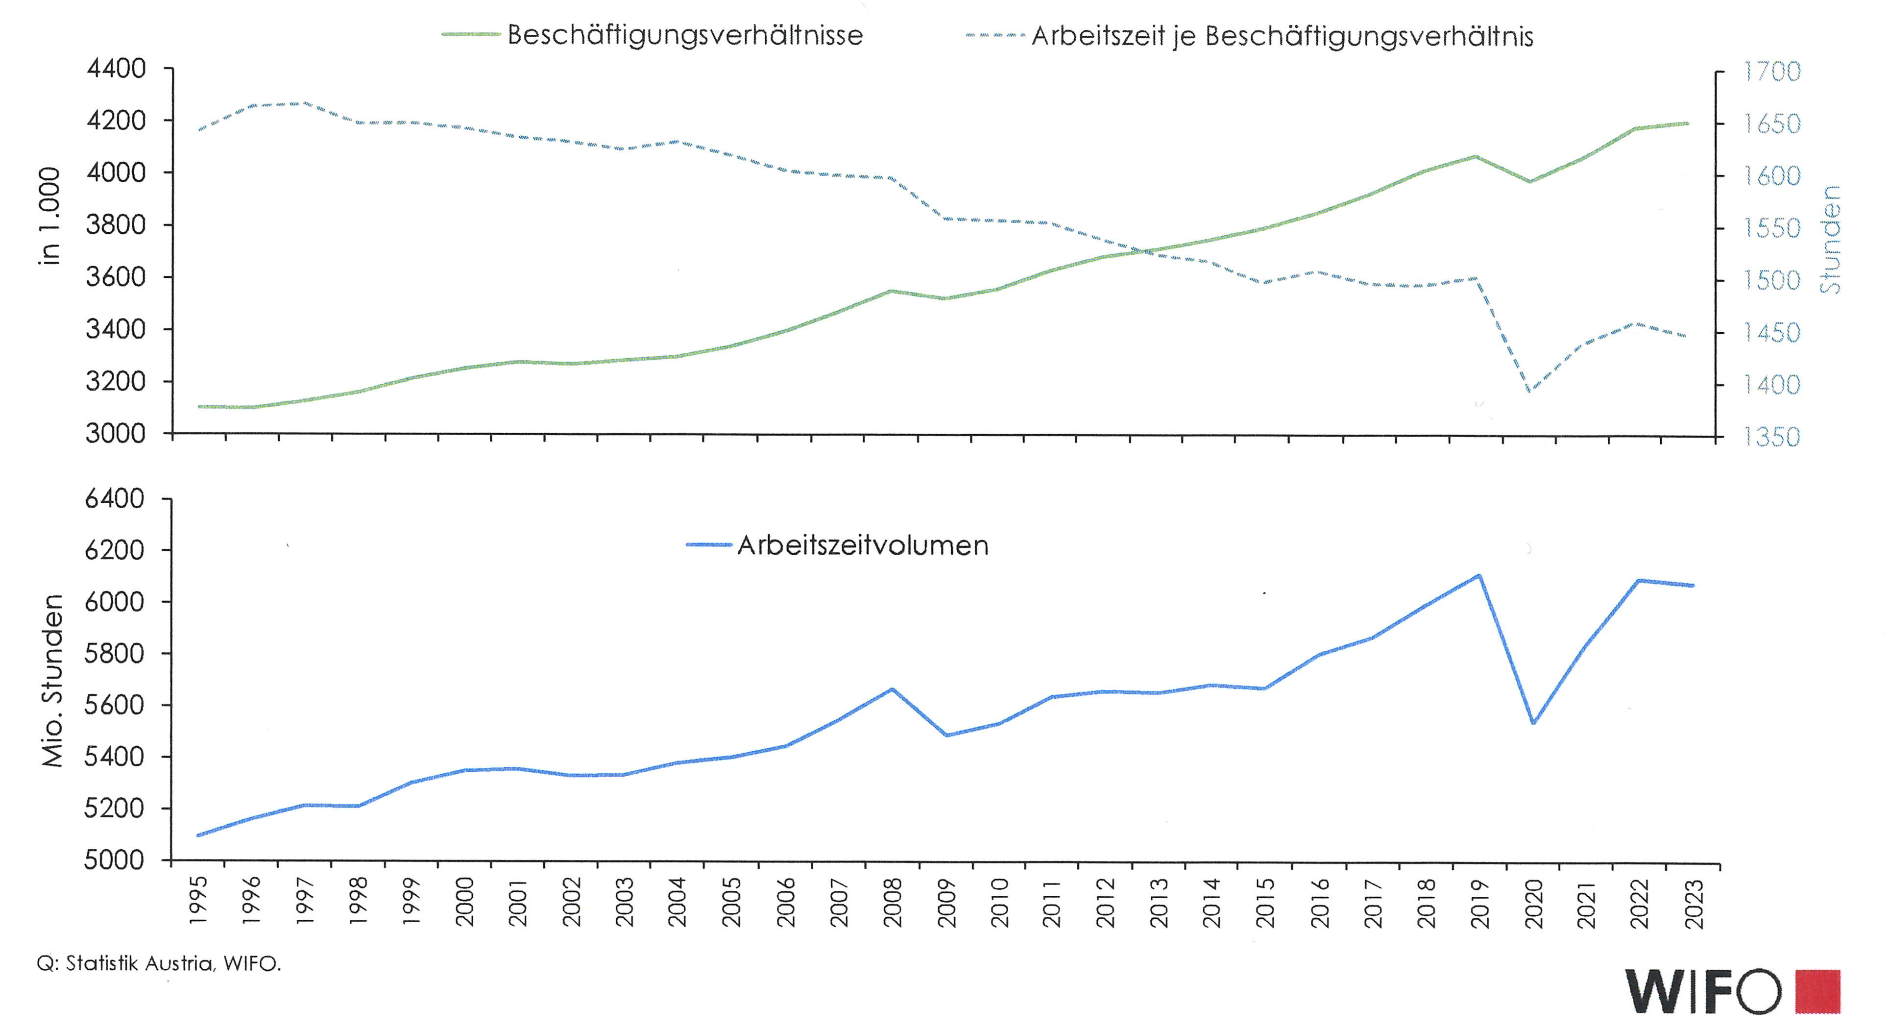 Beschäftigungsverhältnisse
Arbeitszeit je Beschäftigungsverhältnis
4400
4200
4000
3800
3600
3400
3200
3000
in 1.000
1700
1650
1600
1550
1500
1450
1400
1350
Stunden
6400
6200
6000
5800
5600
5400
5200
5000
Mio. Stunden
Arbeitszeitvolumen
1995 1996 1997 1998 1999 2000 2001 2002 2003 2004 2005 2006 2007 2008 2009 2010 2011 2012 2013 2014 2015 2016 2017 2018 2019 2020 2021 2022 2023
Q: Statistik Austria, WIFO.
WIFO